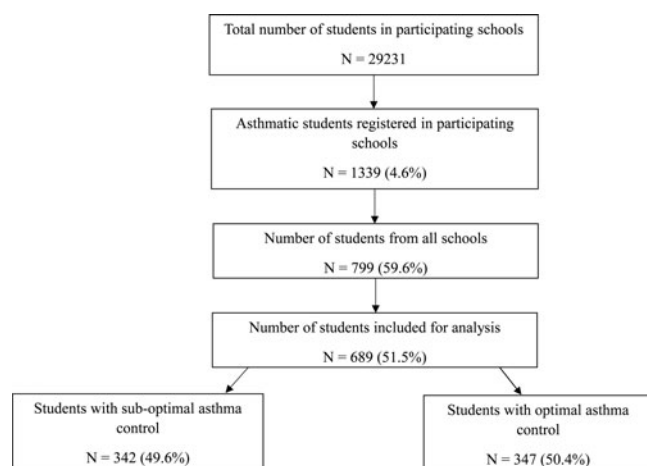 Total number of students in participating schools
N = 29231
Asthmatic students registered in participating
schools
N = 1339 (4.6%)
Number of students from all schools
N = 799 (59.6%)
Number of students included for analysis
N = 689 (51.5%)
Students with sub-optimal asthma
control
N = 342 (49.6%)
Students with optimal asthma
control
N = 347 (50.4%)